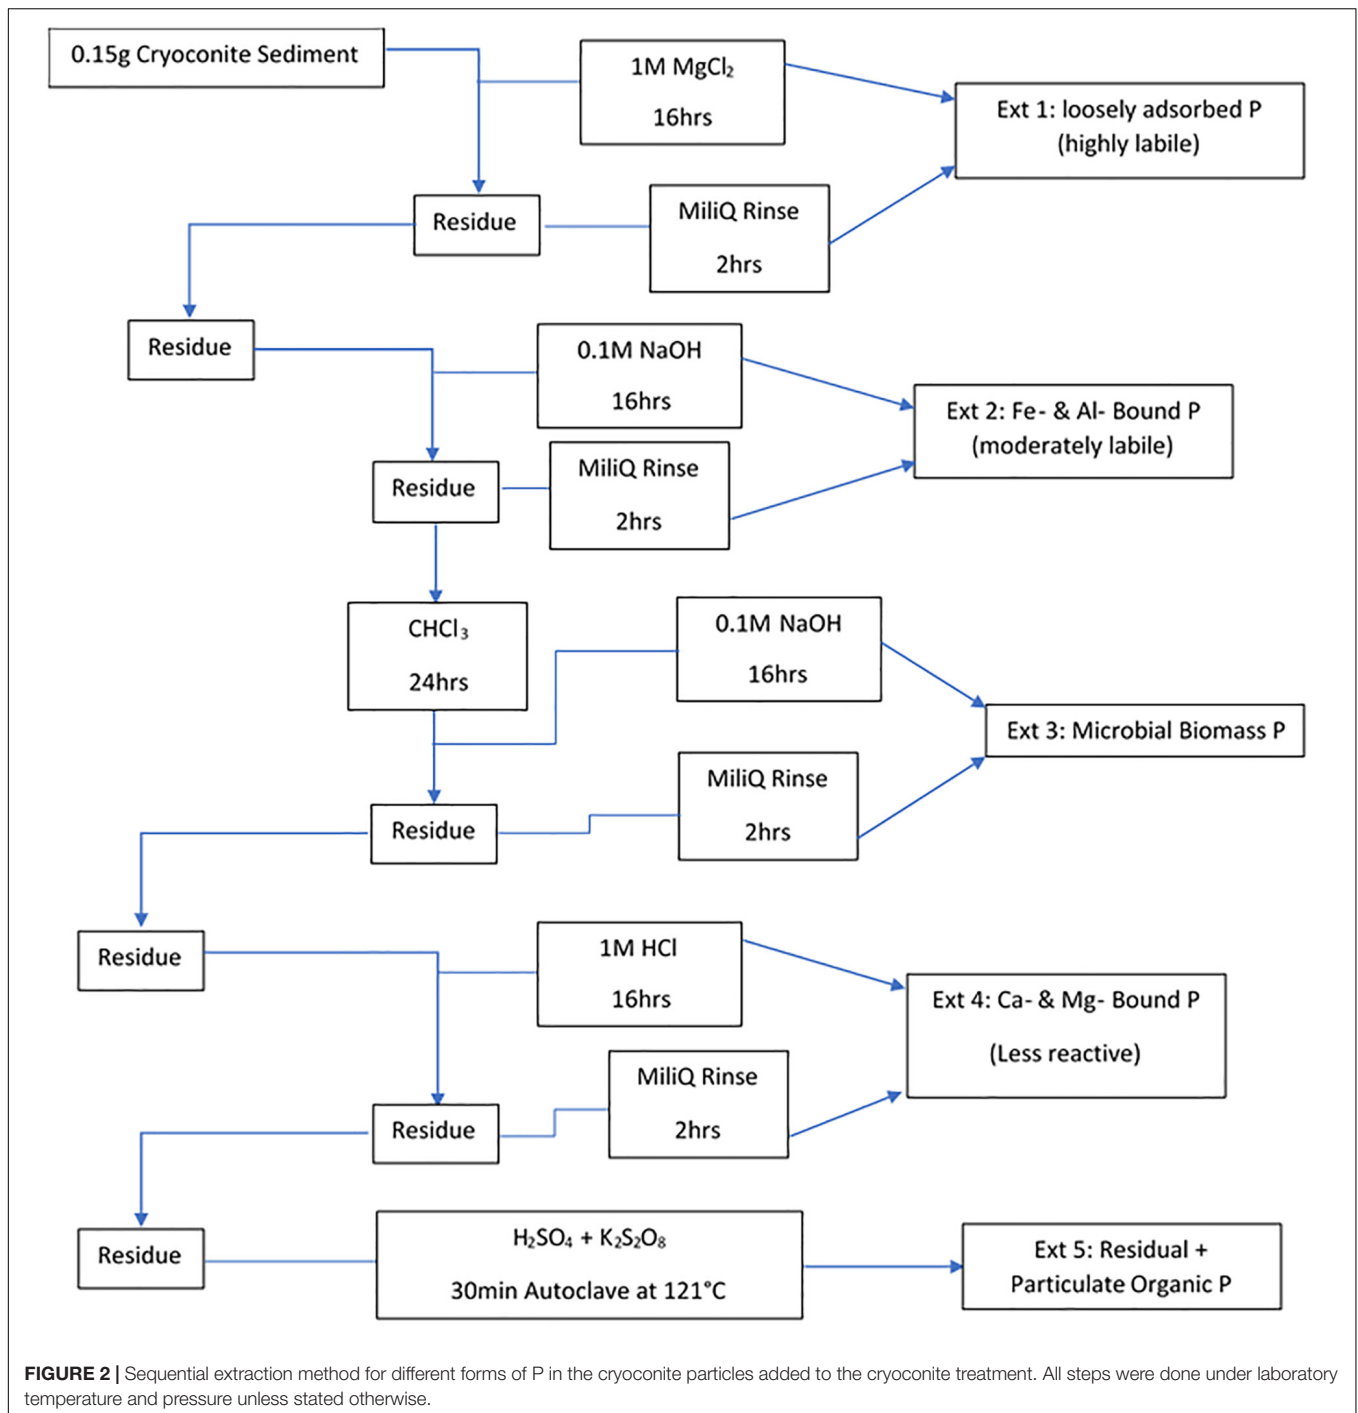 0.15g Cryoconite Sediment
1M MgCl₂
16hrs
Ext 1: loosely adsorbed P
(highly labile)
Residue
MiliQ Rinse
2hrs
Residue
0.1M NaOH
16hrs
Ext 2: Fe- & Al- Bound P
(moderately labile)
Residue
MiliQ Rinse
2hrs
CHCl₃
24hrs
0.1M NaOH
16hrs
Ext 3: Microbial Biomass P
Residue
MiliQ Rinse
2hrs
Residue
1M HCl
16hrs
Ext 4: Ca- & Mg- Bound P
(Less reactive)
Residue
MiliQ Rinse
2hrs
Residue
H₂SO₄ + K₂S₂O₈
30min Autoclave at 121°C
Ext 5: Residual +
Particulate Organic P
FIGURE 2 | Sequential extraction method for different forms of P in the cryoconite particles added to the cryoconite treatment. All steps were done under laboratory
temperature and pressure unless stated otherwise.